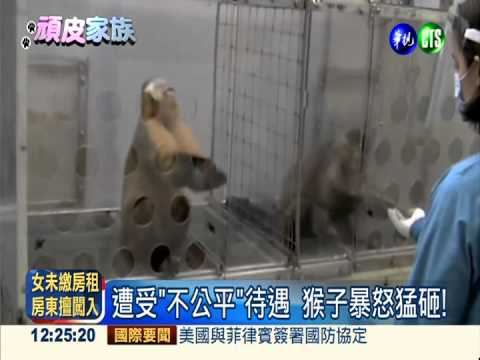 頑皮家族
華視 CTS
女未繳房租
房東擅闖入
遭受"不公平"待遇 猴子暴怒猛砸!
12:25:20
國際要聞 美國與菲律賓簽署國防協定